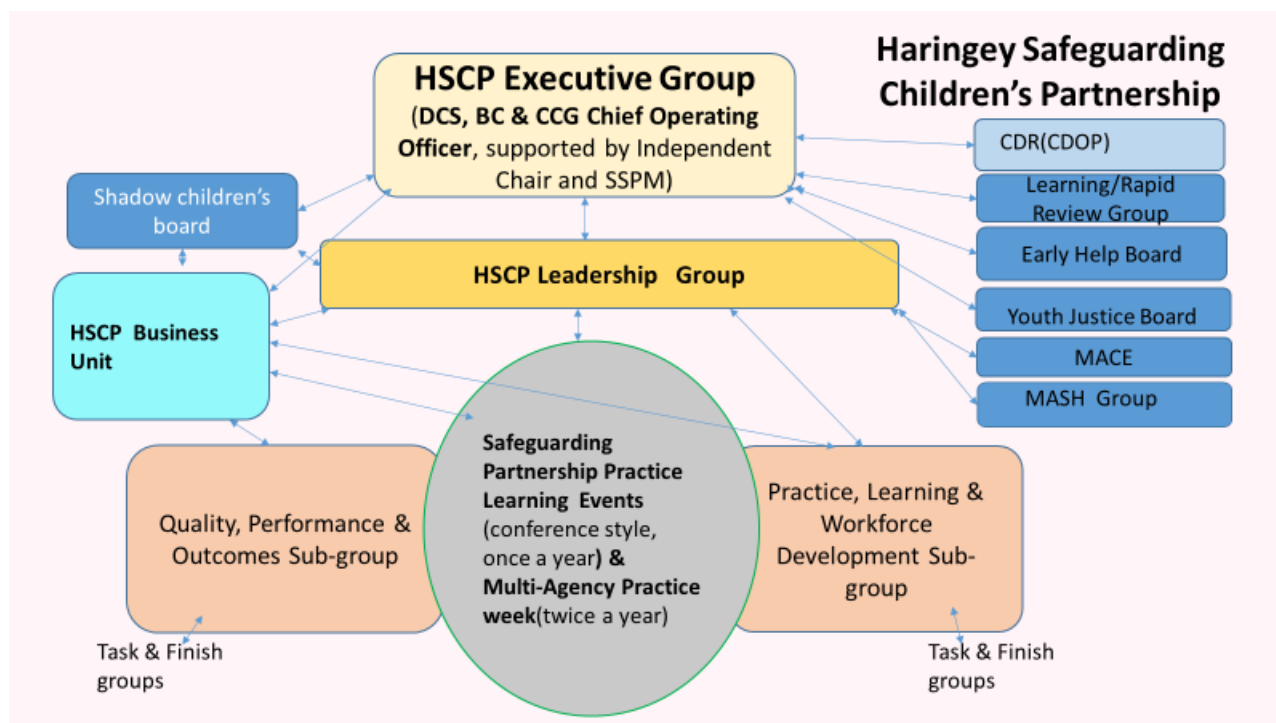 Haringey Safeguarding
Children's Partnership
HSCP Executive Group
(DCS, BC & CCG Chief Operating
Officer, supported by Independent
Chair and SSPM)
CDR(CDOP)
Learning/Rapid
Review Group
Early Help Board
Youth Justice Board
MACE
MASH Group
Shadow children's
board
HSCP Leadership Group
HSCP Business
Unit
Quality, Performance &
Outcomes Sub-group
Safeguarding
Partnership Practice
Learning Events
(conference style,
once a year) &
Multi-Agency Practice
week(twice a year)
Practice, Learning &
Workforce
Development Sub-
group
Task & Finish
groups
Task & Finish
groups